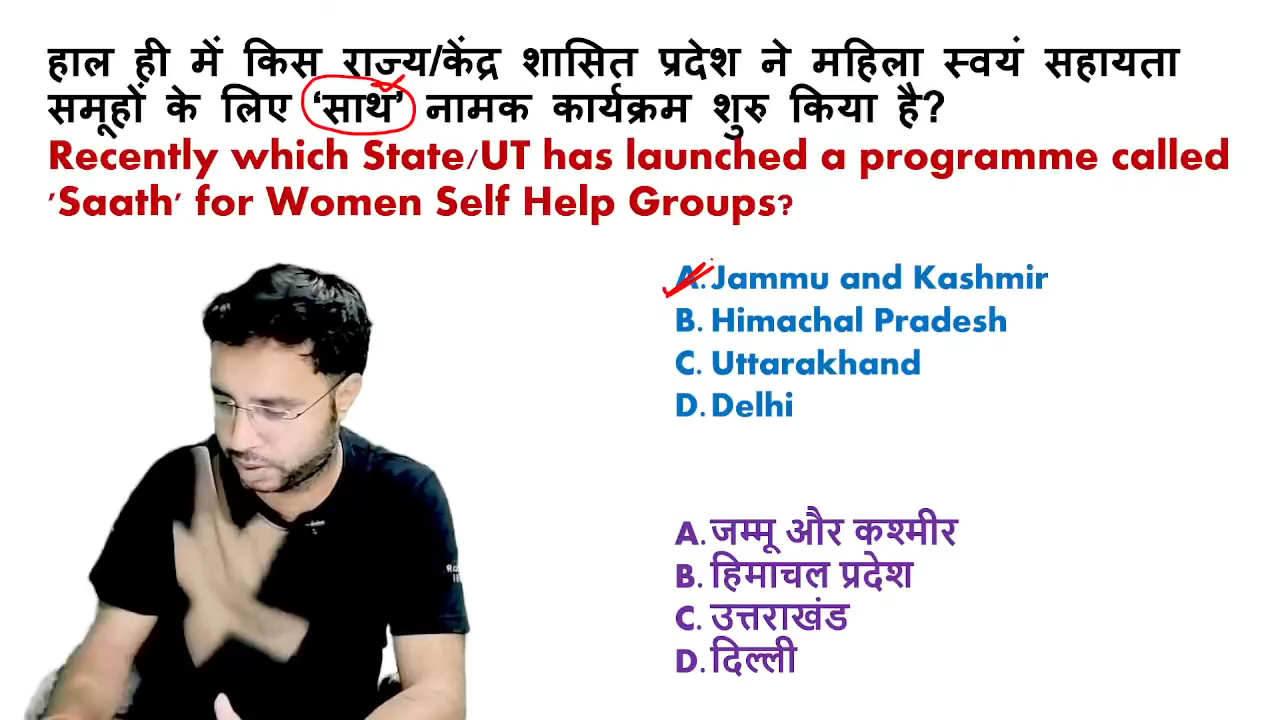 हाल ही में किस राज्य/केंद्र शासित प्रदेश ने महिला स्वयं सहायता
समूहों के लिए ‘साथ’ नामक कार्यक्रम शुरु किया है?
Recently which State/UT has launched a programme called
'Saath' for Women Self Help Groups?
A. Jammu and Kashmir
B. Himachal Pradesh
C. Uttarakhand
D. Delhi
A. जम्मू और कश्मीर
B. हिमाचल प्रदेश
C. उत्तराखंड
D. दिल्ली